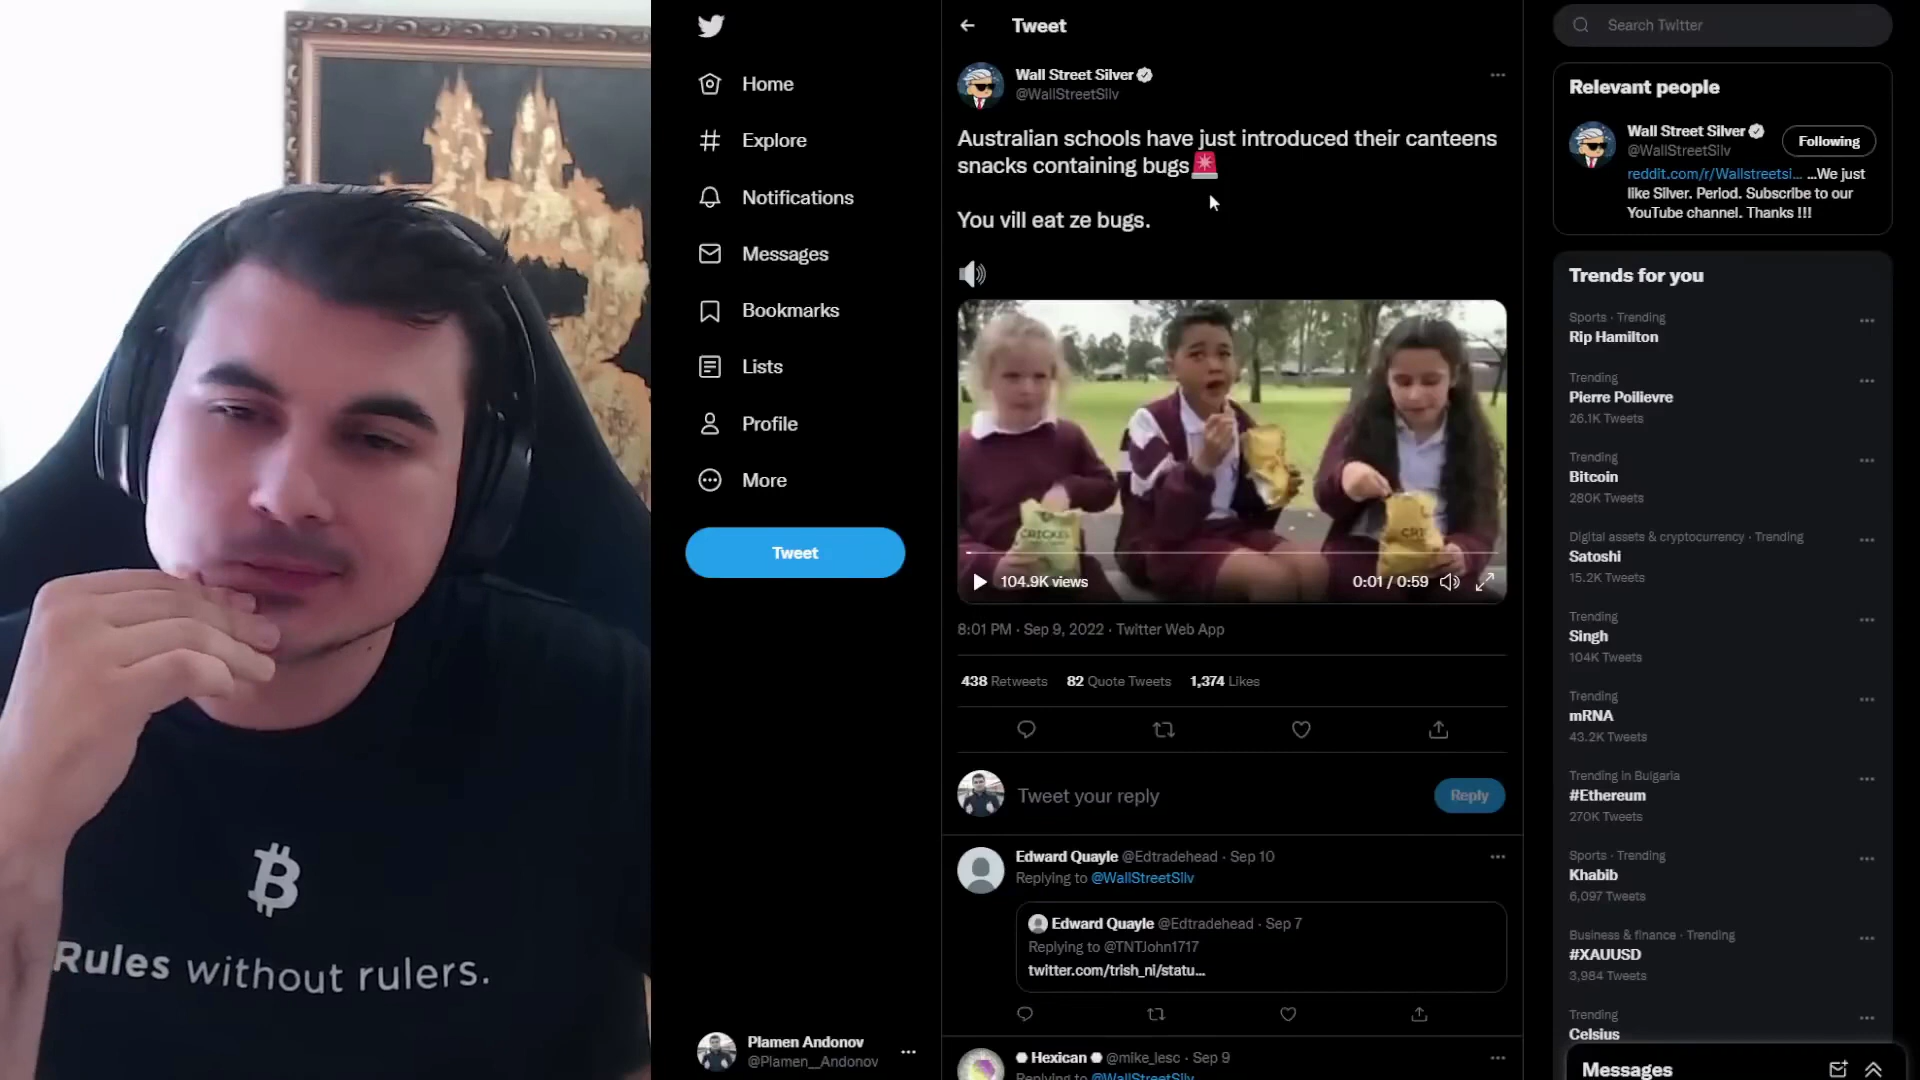 Rules without rulers.
Home
Explore
Notifications
Messages
Bookmarks
Lists
Profile
More
Tweet
Plamen Andonov
@Plamen__Andonov
Tweet
Wall Street Silver
@WallStreetSilv
Australian schools have just introduced their canteens
snacks containing bugs🚨
You vill eat ze bugs.
CRICKE
CRIC
104.9K views
0:01 / 0:59
8:01 PM · Sep 9, 2022 · Twitter Web App
438 Retweets 82 Quote Tweets 1,374 Likes
Tweet your reply
Reply
Edward Quayle @Edtradehead · Sep 10
Replying to @WallStreetSilv
Edward Quayle @Edtradehead · Sep 7
Replying to @TNTJohn1717
twitter.com/trish_ni/statu...
Hexican @mike_lesc · Sep 9
Replying to @WallStreetSilv
Search Twitter
Relevant people
Wall Street Silver
@WallStreetSilv
Following
reddit.com/r/Wallstreetsi... ...We just
like Silver. Period. Subscribe to our
YouTube channel. Thanks !!!
Trends for you
Sports · Trending
Rip Hamilton
Trending
Pierre Poilievre
26.1K Tweets
Trending
Bitcoin
280K Tweets
Digital assets & cryptocurrency · Trending
Satoshi
15.2K Tweets
Trending
Singh
104K Tweets
Trending
mRNA
43.2K Tweets
Trending in Bulgaria
#Ethereum
270K Tweets
Sports · Trending
Khabib
6,097 Tweets
Business & finance · Trending
#XAUUSD
3,984 Tweets
Trending
Celsius
Messages